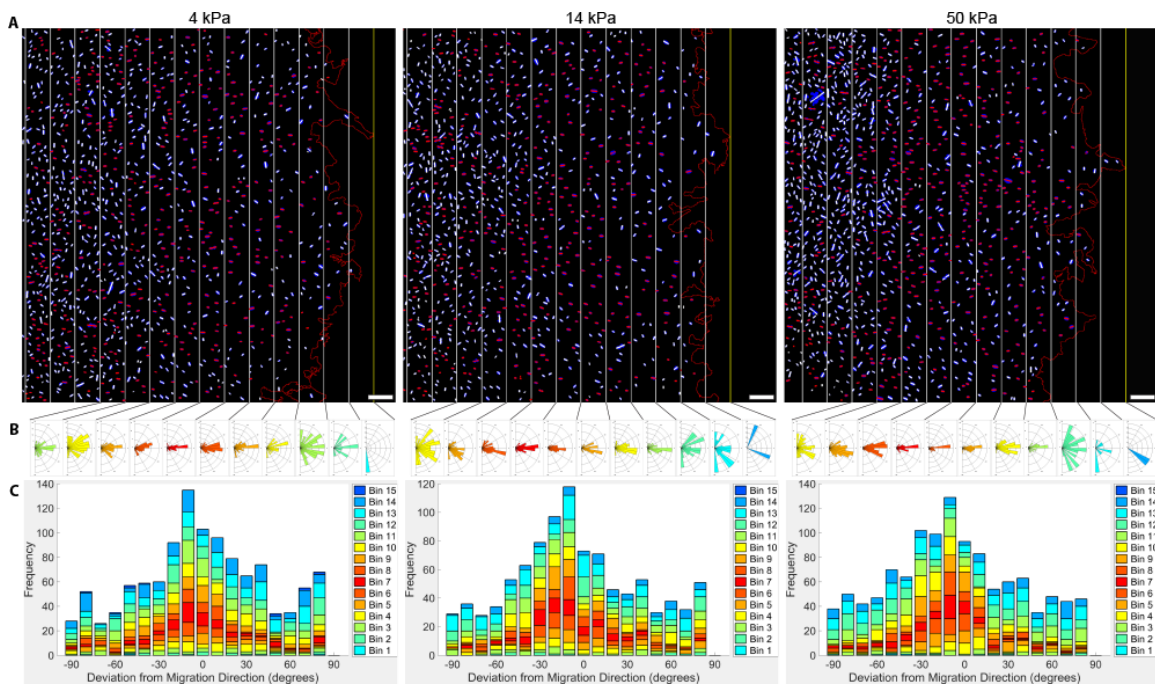 4 kPa 14 kPa 50 kPa
A
B
C
140
120
100
80
60
40
20
0
Frequency
-90 -60 -30 0 30 60 90
Deviation from Migration Direction (degrees)
Bin 15
Bin 14
Bin 13
Bin 12
Bin 11
Bin 10
Bin 9
Bin 8
Bin 7
Bin 6
Bin 5
Bin 4
Bin 3
Bin 2
Bin 1
120
100
80
60
40
20
0
-90 -60 -30 0 30 60 90
Deviation from Migration Direction (degrees)
Bin 15
Bin 14
Bin 13
Bin 12
Bin 11
Bin 10
Bin 9
Bin 8
Bin 7
Bin 6
Bin 5
Bin 4
Bin 3
Bin 2
Bin 1
140
120
100
80
60
40
20
0
Frequency
-90 -60 -30 0 30 60 90
Deviation from Migration Direction (degrees)
Bin 15
Bin 14
Bin 13
Bin 12
Bin 11
Bin 10
Bin 9
Bin 8
Bin 7
Bin 6
Bin 5
Bin 4
Bin 3
Bin 2
Bin 1